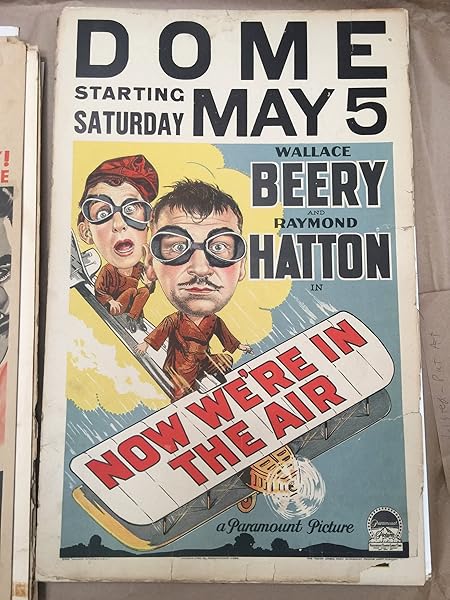 DOME
STARTING
SATURDAY
MAY 5
WALLACE
BEERY
AND
RAYMOND
HATTON
IN
NOW WE'RE IN
THE AIR
a Paramount Picture
Paramount